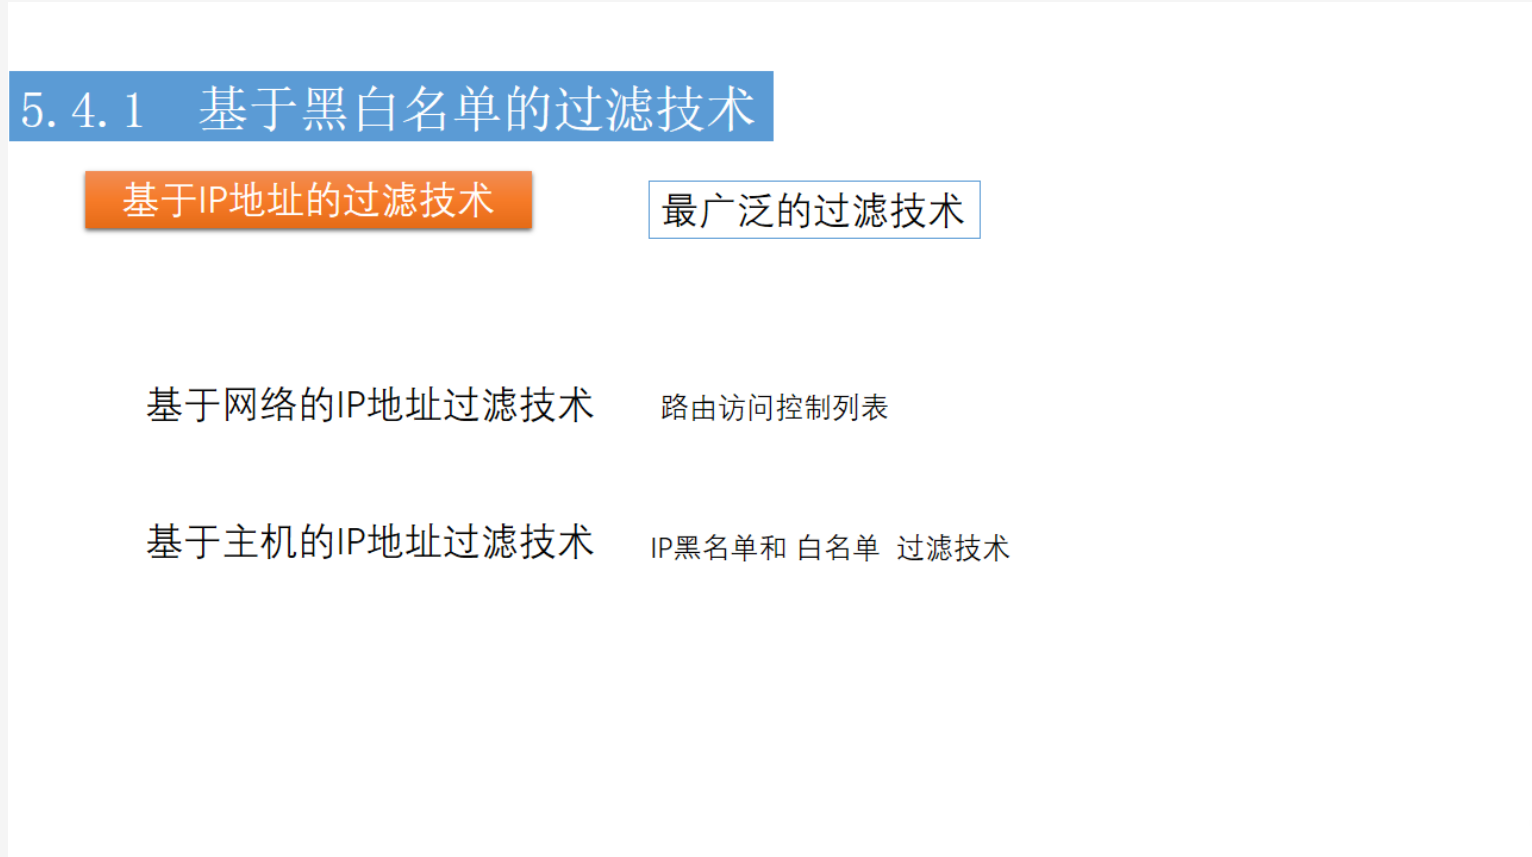 5.4.1 基于黑白名单的过滤技术
基于IP地址的过滤技术
最广泛的过滤技术
基于网络的IP地址过滤技术
路由访问控制列表
基于主机的IP地址过滤技术
IP黑名单和 白名单 过滤技术